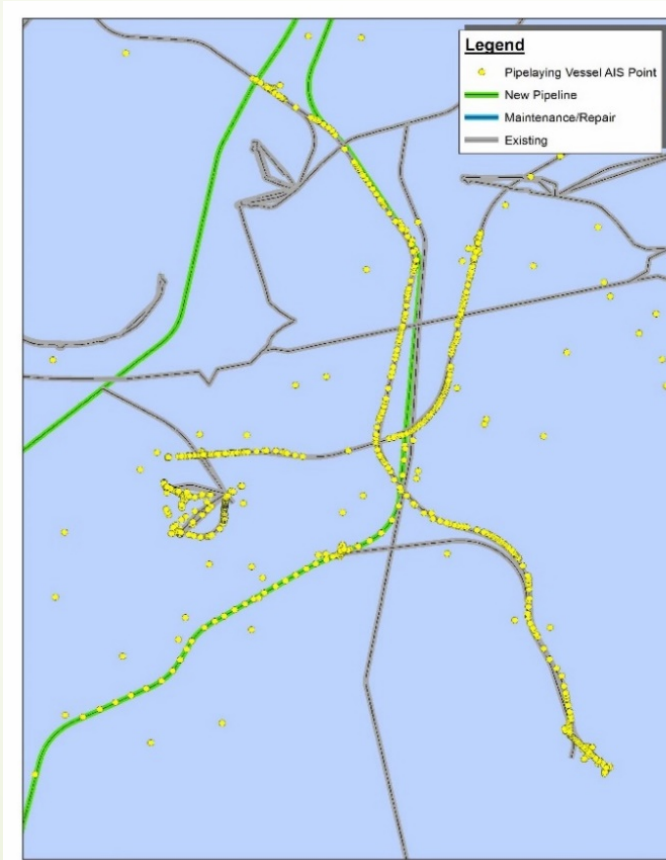 Legend
Pipelaying Vessel AIS Point
New Pipeline
Maintenance/Repair
Existing